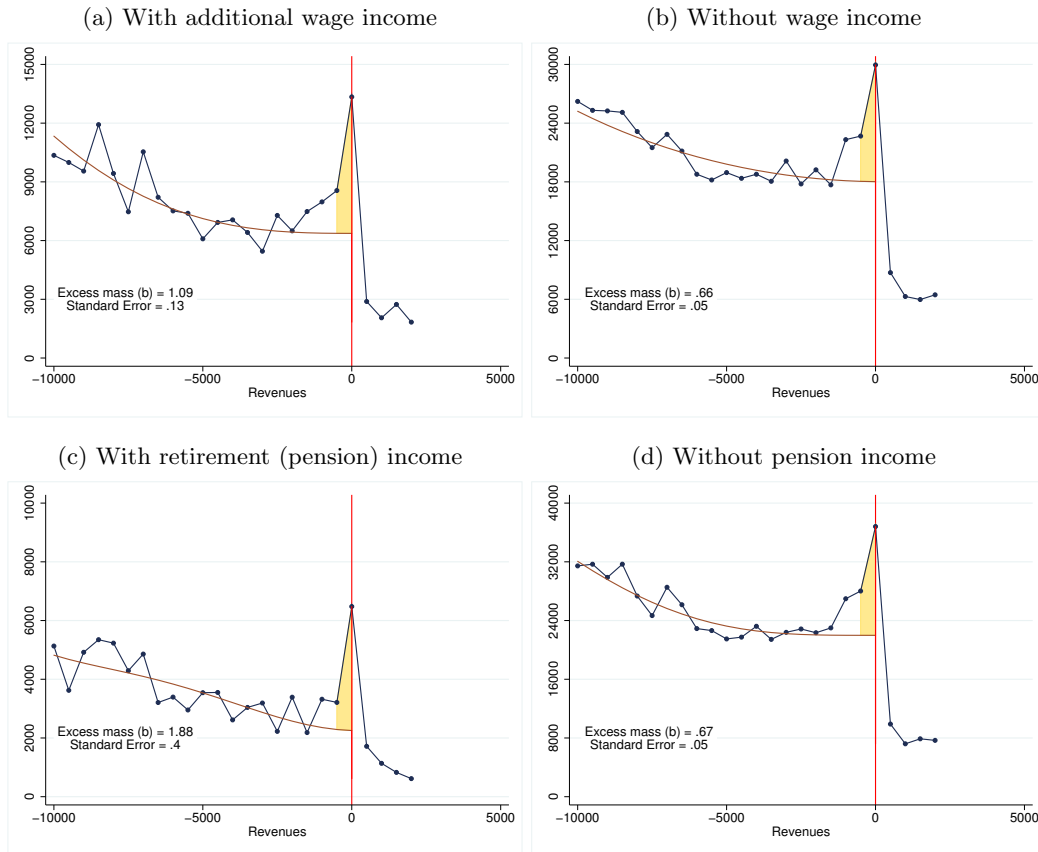 (a) With additional wage income
15000
12000
9000
6000
3000
0
Excess mass (b) = 1.09
Standard Error = .13
−10000 −5000 0 5000
Revenues
(b) Without wage income
30000
24000
18000
12000
6000
0
Excess mass (b) = .66
Standard Error = .05
−10000 −5000 0 5000
Revenues
(c) With retirement (pension) income
10000
8000
6000
4000
2000
0
Excess mass (b) = 1.88
Standard Error = .4
−10000 −5000 0 5000
Revenues
(d) Without pension income
40000
32000
24000
16000
8000
0
Excess mass (b) = .67
Standard Error = .05
−10000 −5000 0 5000
Revenues